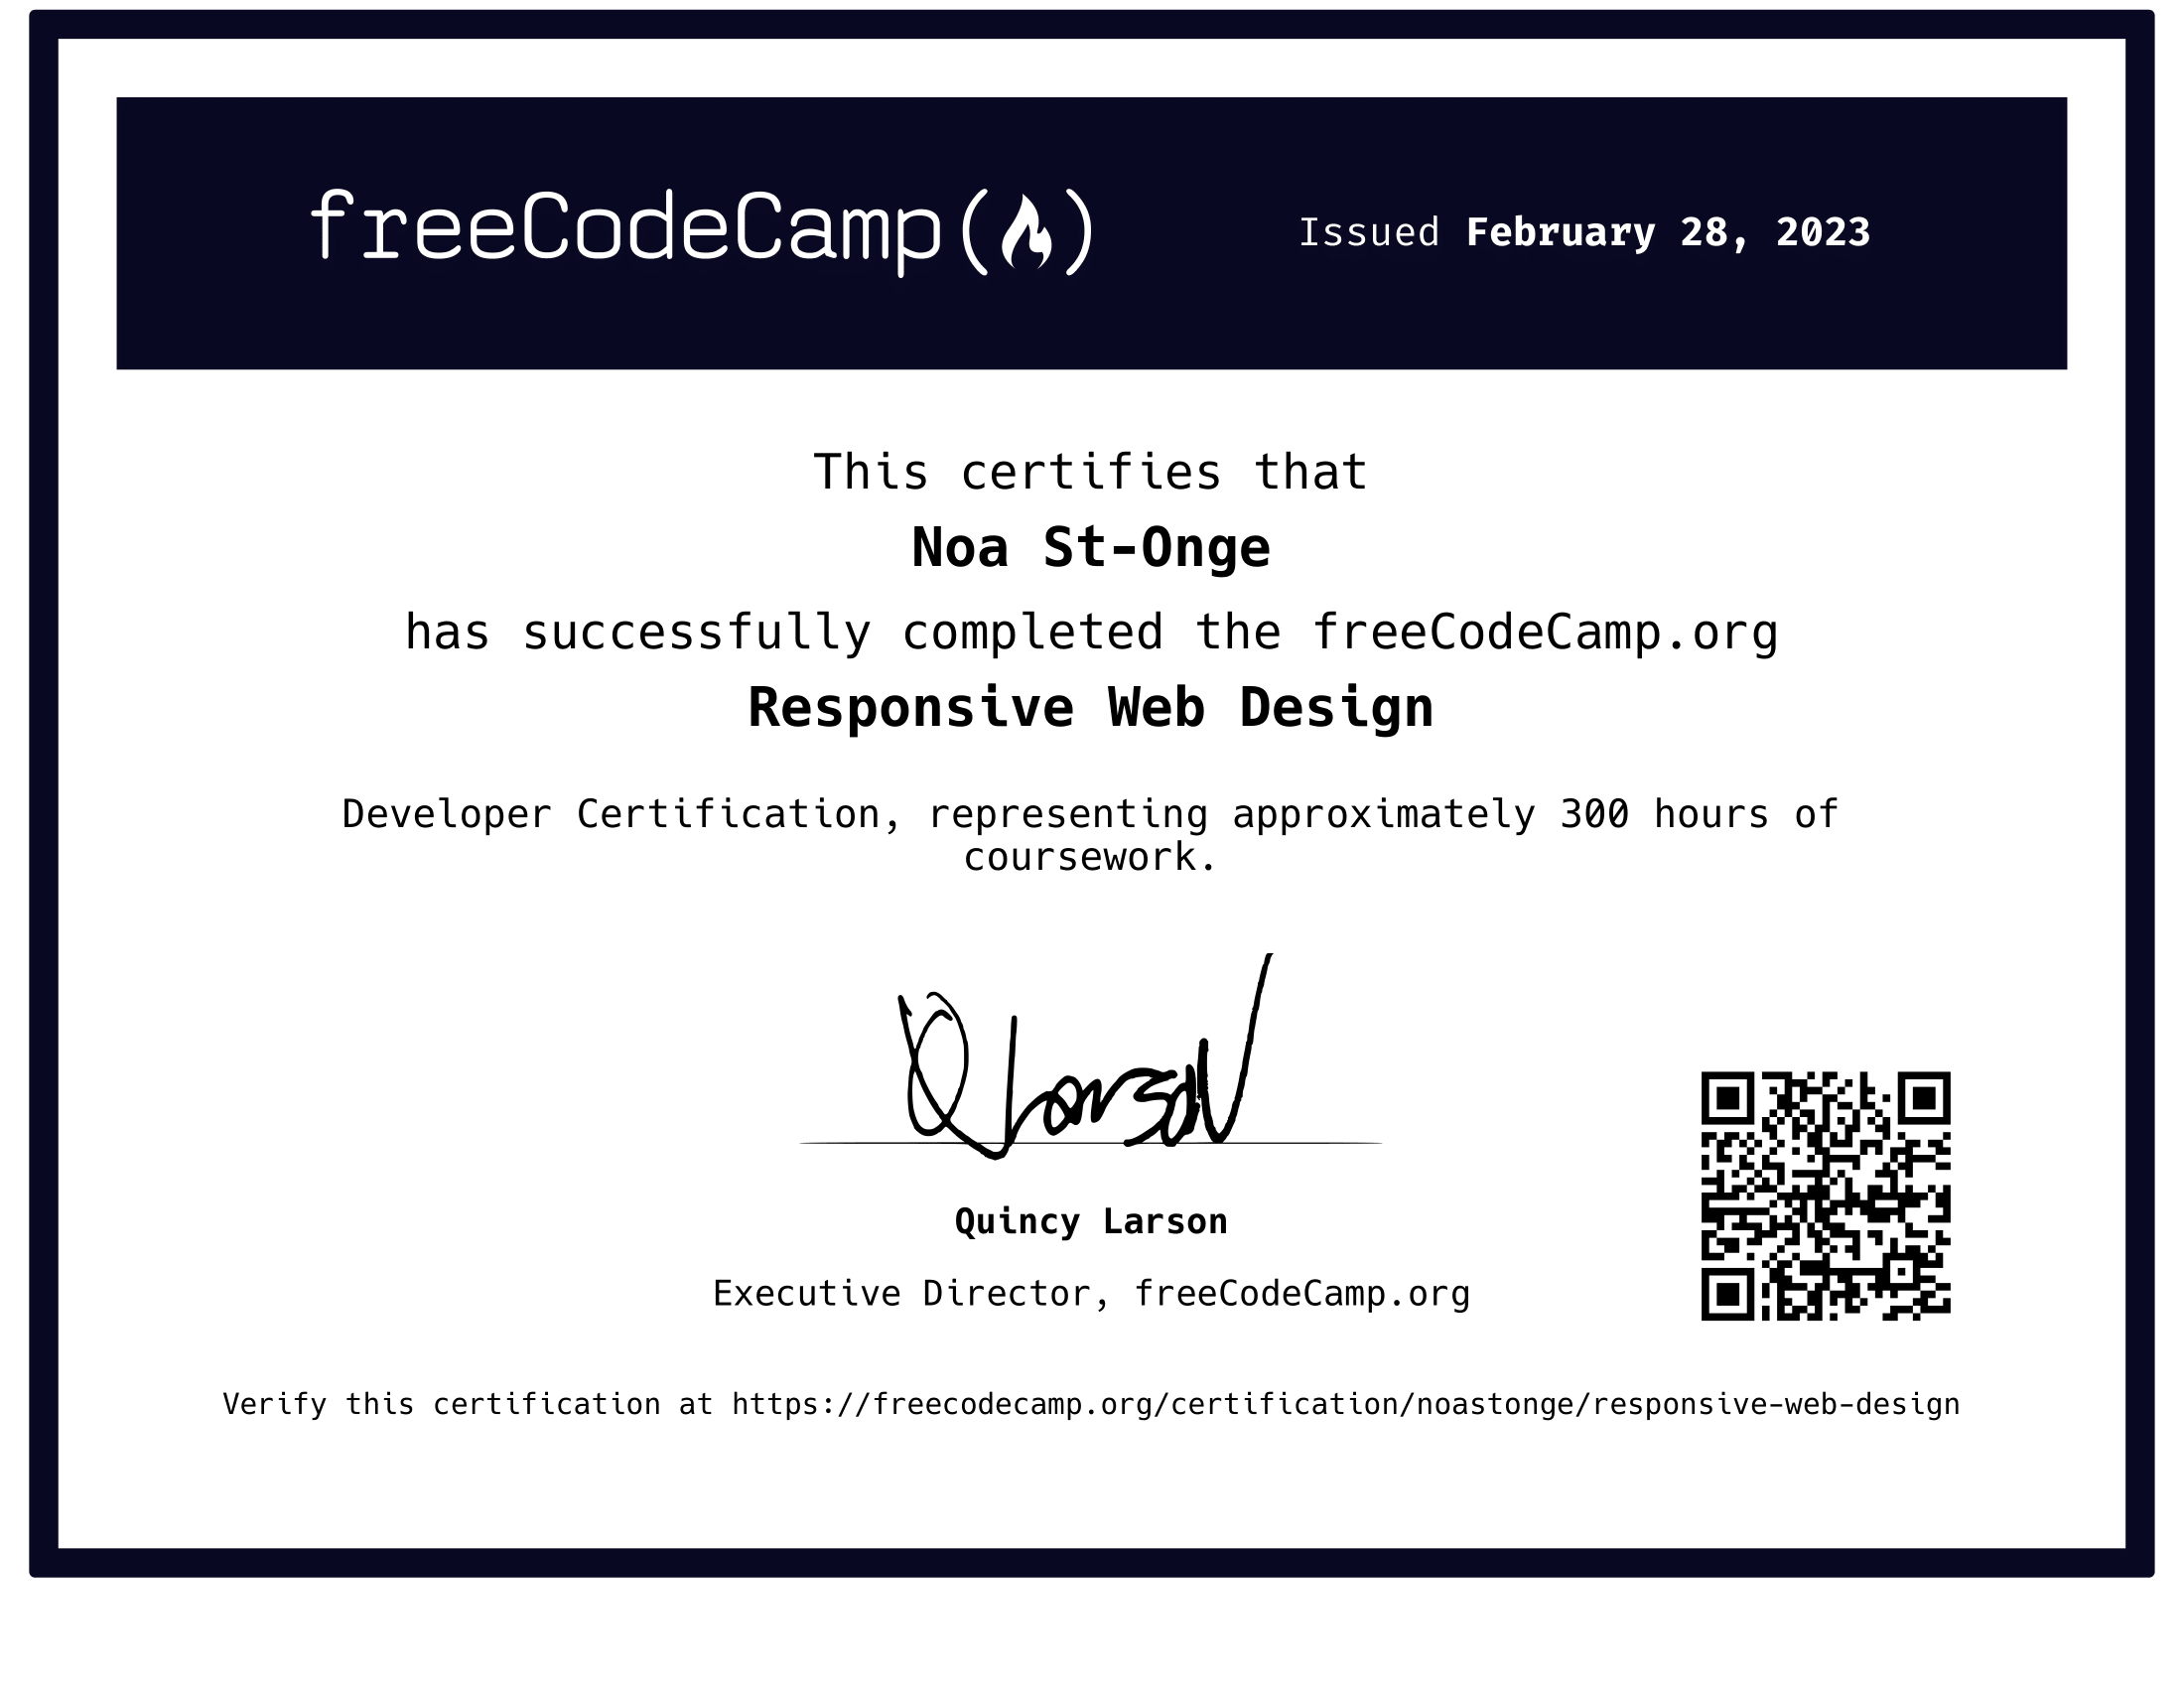 freeCodeCamp(🔥)
Issued February 28, 2023
This certifies that
Noa St-Onge
has successfully completed the freeCodeCamp.org
Responsive Web Design
Developer Certification, representing approximately 300 hours of
coursework.
QLarson
Quincy Larson
Executive Director, freeCodeCamp.org
Verify this certification at https://freecodecamp.org/certification/noastonge/responsive-web-design